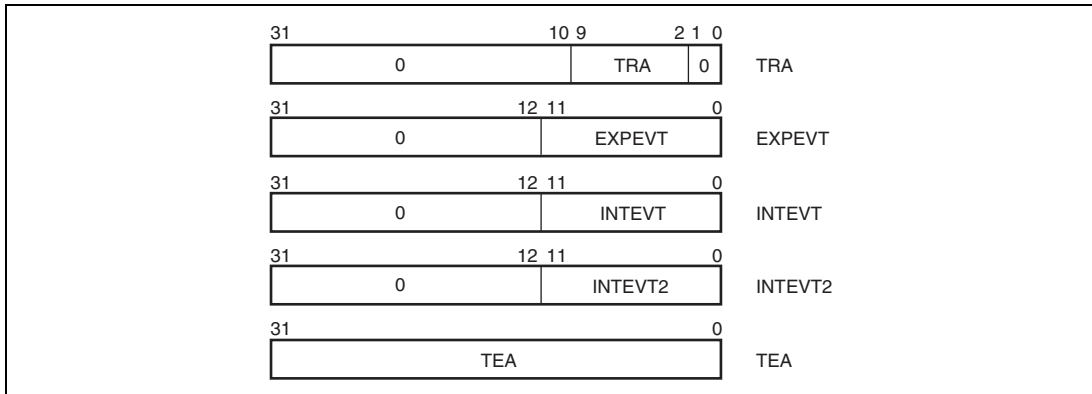 31 10 9 2 1 0
0 TRA 0 TRA
31 12 11 0
0 EXPEVT EXPEVT
31 12 11 0
0 INTEVT INTEVT
31 12 11 0
0 INTEVT2 INTEVT2
31 0
TEA TEA